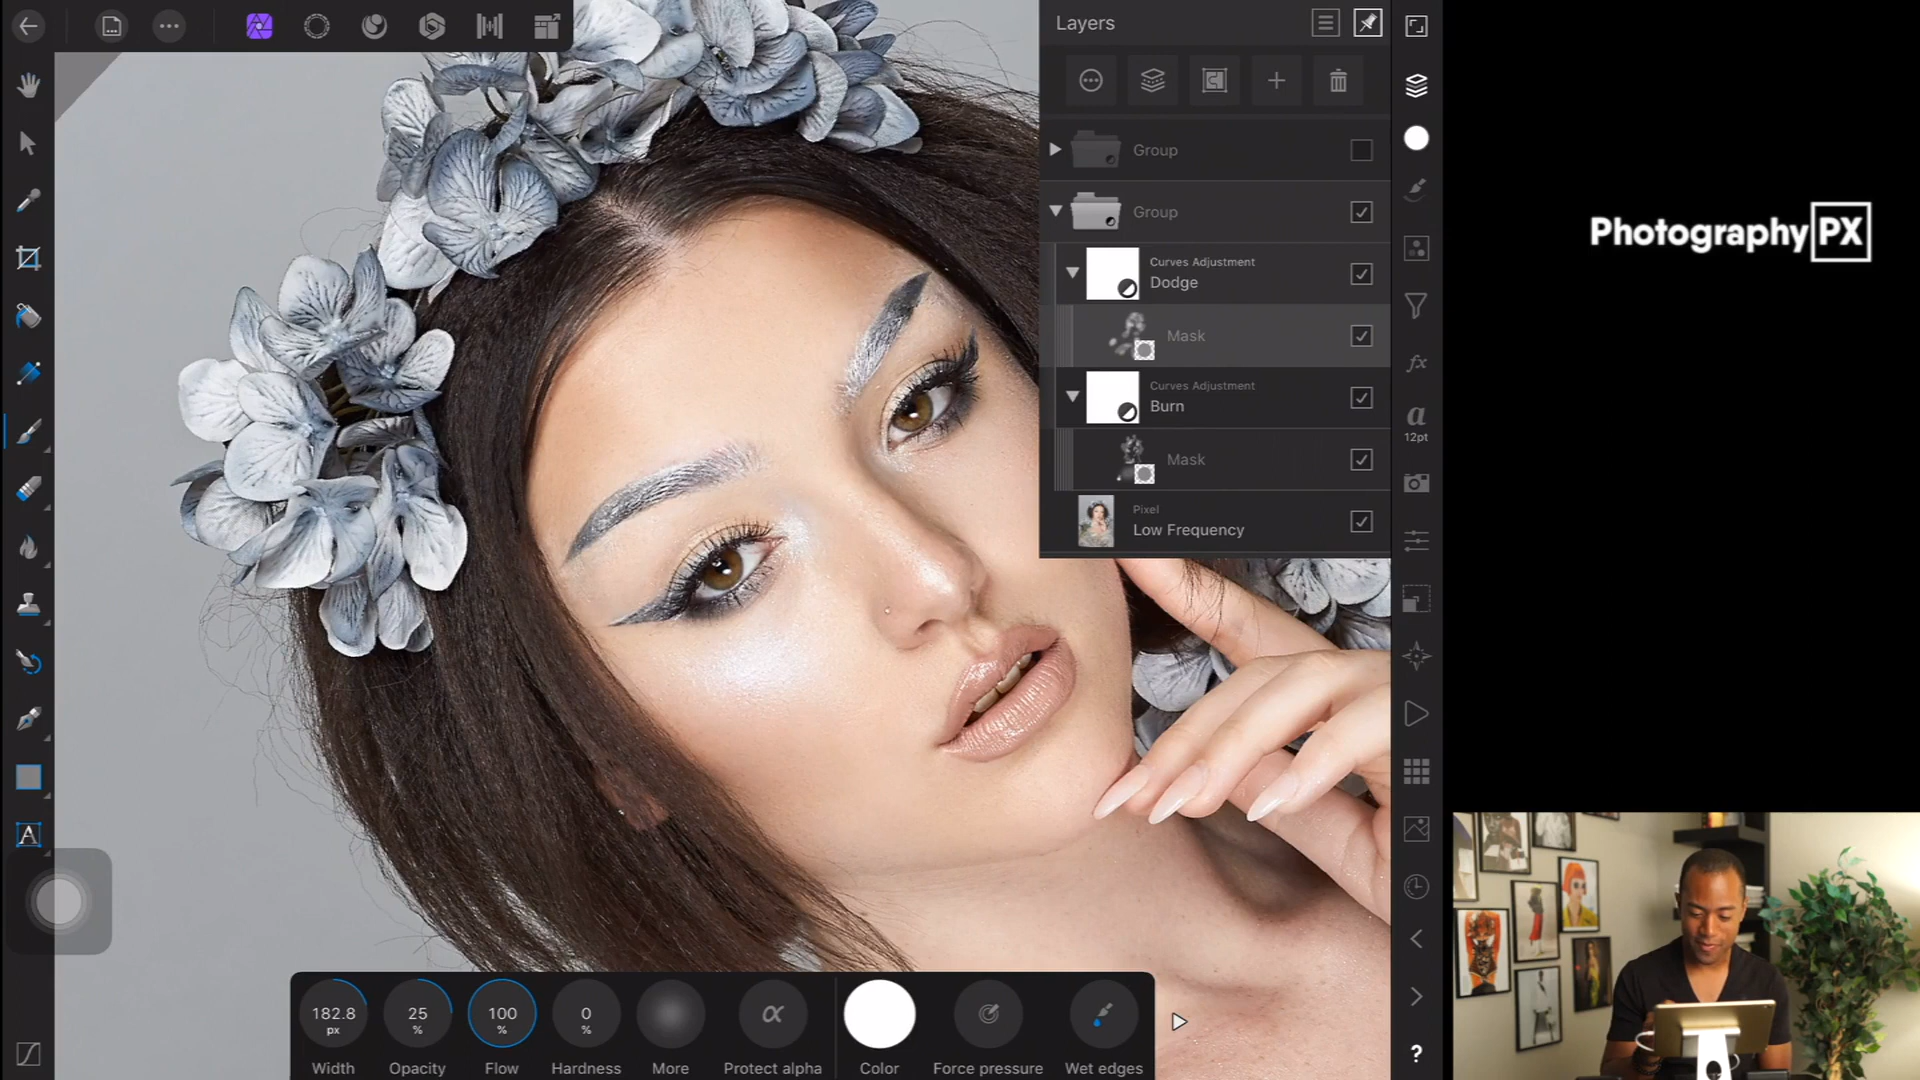 Layers
Group
Group
Curves Adjustment
Dodge
Mask
Curves Adjustment
Burn
Mask
Pixel
Low Frequency
fx
a
12pt
?
A
PhotographyPX
182.8
px
Width
25
%
Opacity
100
%
Flow
0
%
Hardness
More
α
Protect alpha
Color
Force pressure
Wet edges